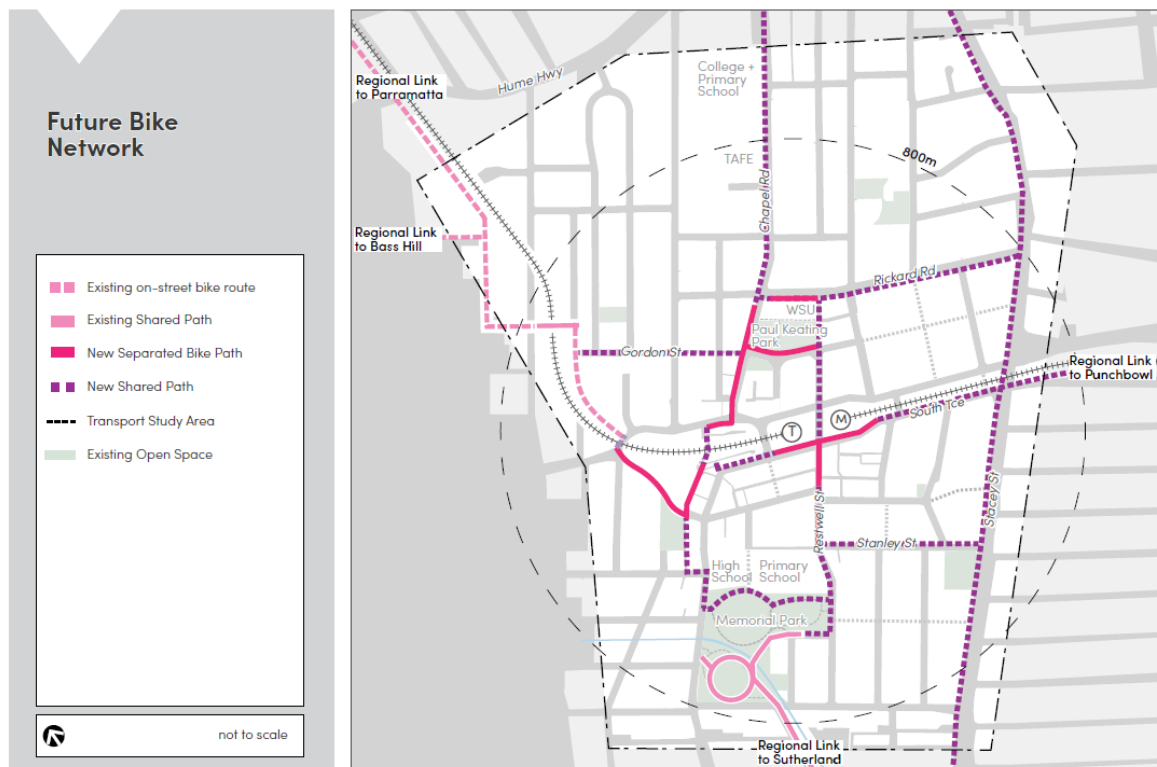 Future Bike
Network
Existing on-street bike route
Existing Shared Path
New Separated Bike Path
New Shared Path
Transport Study Area
Existing Open Space
not to scale
Regional Link
to Parramatta
Hume Hwy
College +
Primary
School
TAFE
800m
Chapel Rd
Regional Link
to Bass Hill
Rickard Rd
WSU
Paul Keating
Park
Gordon St
Regional Link
to Punchbowl
South Tce
T
M
Stacey St
Restwell St
Stanley St
High
School
Primary
School
Memorial Park
Regional Link
to Sutherland